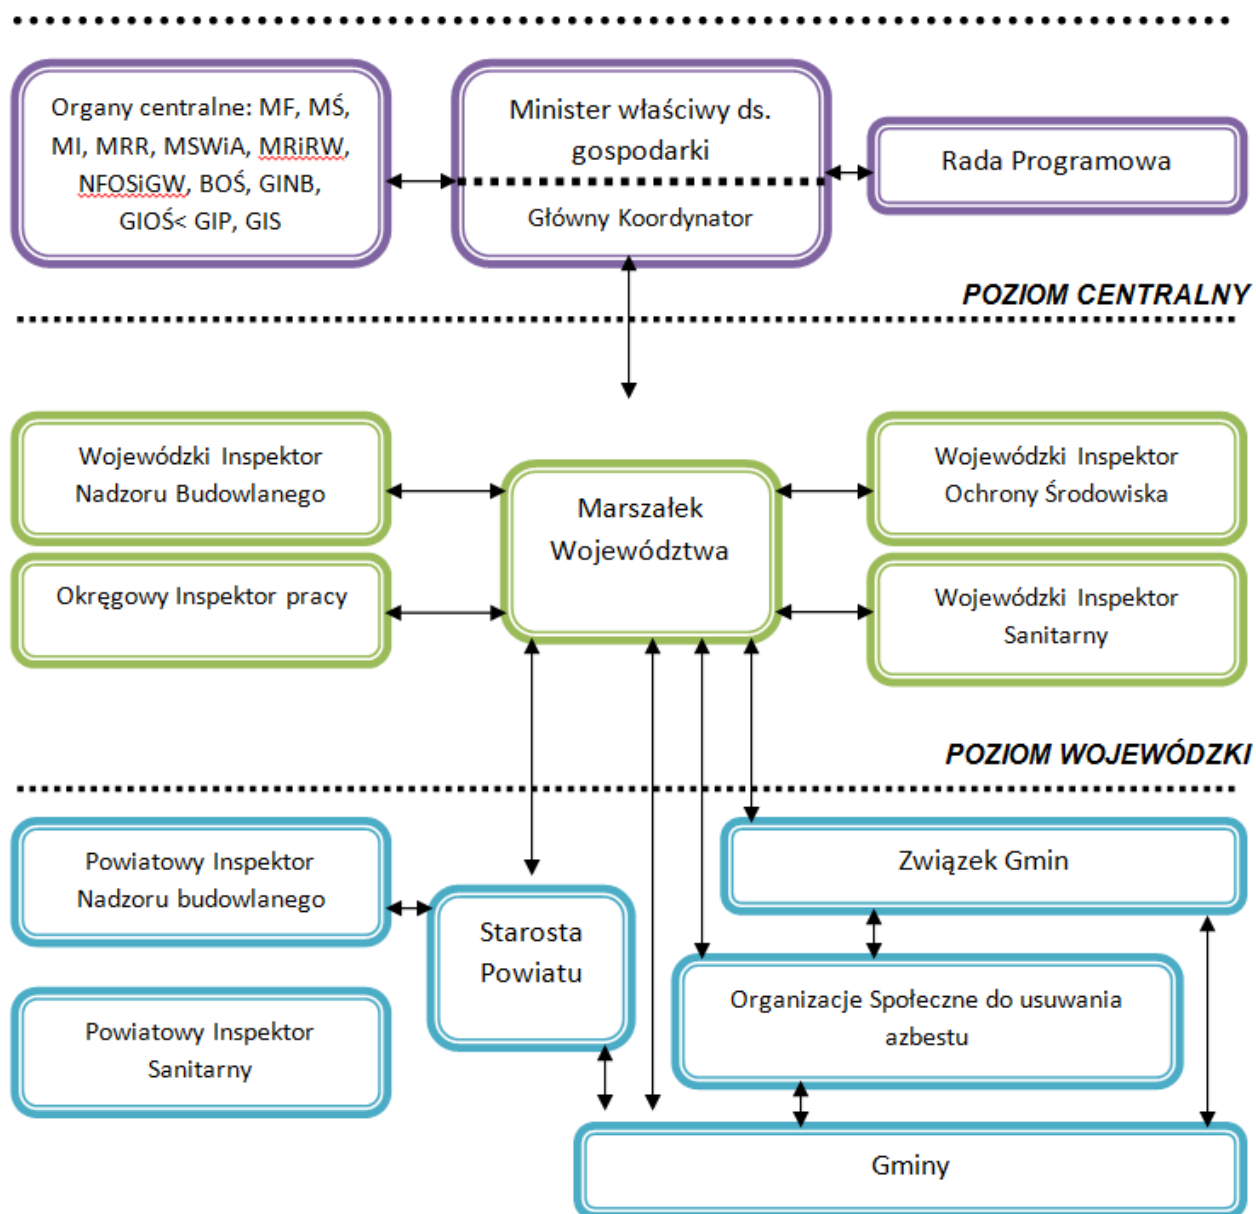 Organy centralne: MF, MŚ,
MI, MRR, MSWiA, MRiRW,
NFOSiGW, BOŚ, GINB,
GIOŚ< GIP, GIS
Minister właściwy ds.
gospodarki
Główny Koordynator
Rada Programowa
POZIOM CENTRALNY
Wojewódzki Inspektor
Nadzoru Budowlanego
Okręgowy Inspektor pracy
Marszałek
Województwa
Wojewódzki Inspektor
Ochrony Środowiska
Wojewódzki Inspektor
Sanitarny
POZIOM WOJEWÓDZKI
Powiatowy Inspektor
Nadzoru budowlanego
Powiatowy Inspektor
Sanitarny
Starosta
Powiatu
Związek Gmin
Organizacje Społeczne do usuwania
azbestu
Gminy